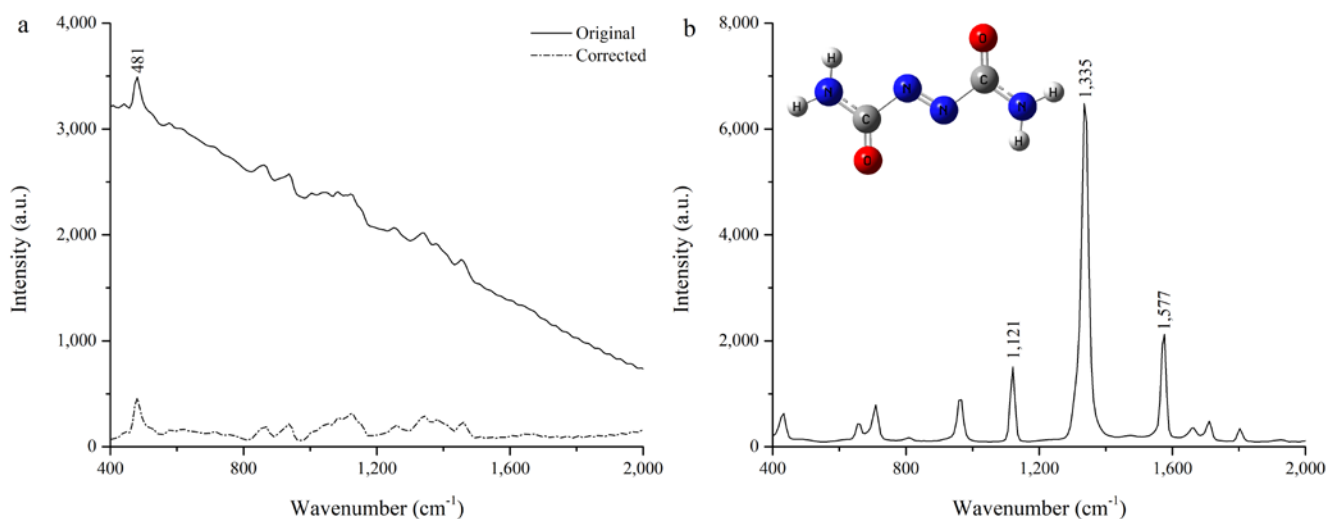 a
4,000
3,000
2,000
1,000
0
Intensity (a.u.)
481
Original
Corrected
400
800
1,200
1,600
2,000
Wavenumber (cm⁻¹)
b
8,000
6,000
4,000
2,000
0
Intensity (a.u.)
O
H
N
H
C
N
N
C
O
N
H
H
O
1,121
1,335
1,577
400
800
1,200
1,600
2,000
Wavenumber (cm⁻¹)